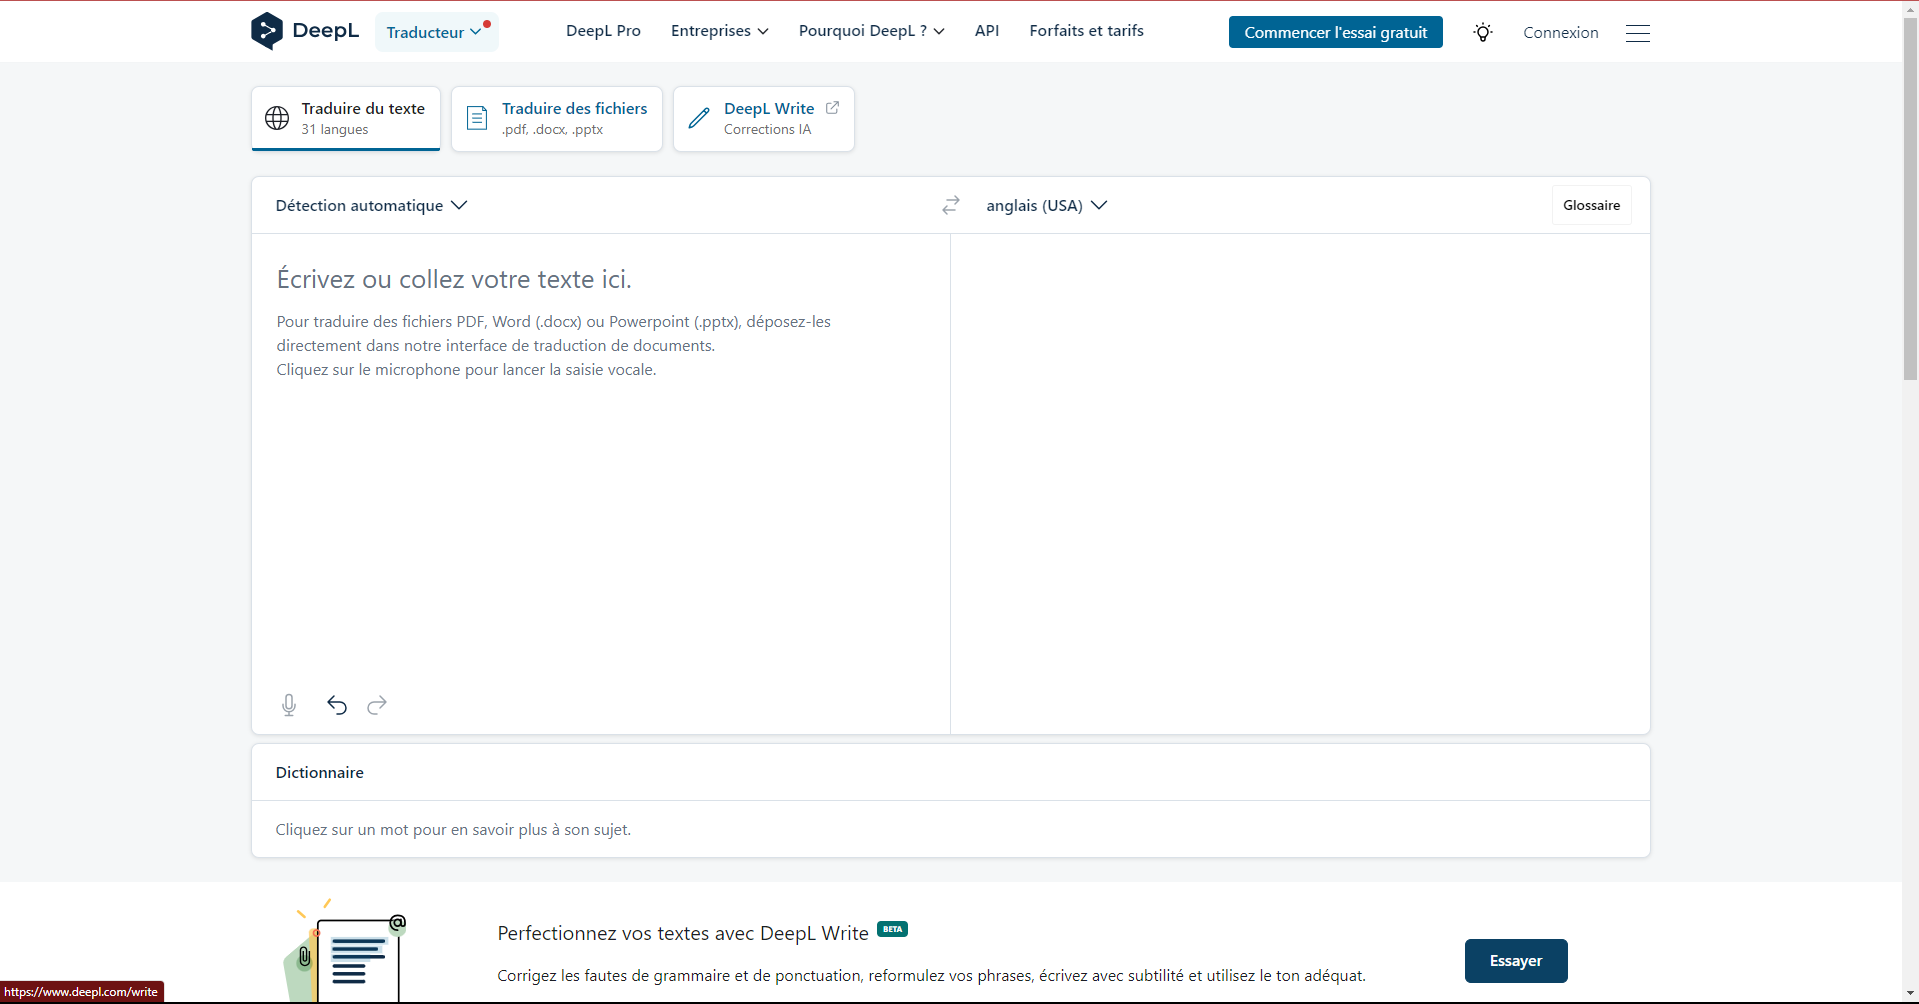 DeepL
Traducteur
DeepL Pro
Entreprises
Pourquoi DeepL ?
API
Forfaits et tarifs
Commencer l'essai gratuit
Connexion
Traduire du texte
31 langues
Traduire des fichiers
.pdf, .docx, .pptx
DeepL Write
Corrections IA
Détection automatique
anglais (USA)
Glossaire
Écrivez ou collez votre texte ici.
Pour traduire des fichiers PDF, Word (.docx) ou Powerpoint (.pptx), déposez-les
directement dans notre interface de traduction de documents.
Cliquez sur le microphone pour lancer la saisie vocale.
Dictionnaire
Cliquez sur un mot pour en savoir plus à son sujet.
@
Perfectionnez vos textes avec DeepL Write BETA
Corrigez les fautes de grammaire et de ponctuation, reformulez vos phrases, écrivez avec subtilité et utilisez le ton adéquat.
Essayer
https://www.deepl.com/write